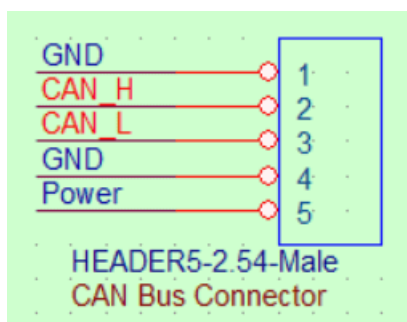 GND 1
CAN_H 2
CAN_L 3
GND 4
Power 5
HEADER5-2.54-Male
CAN Bus Connector